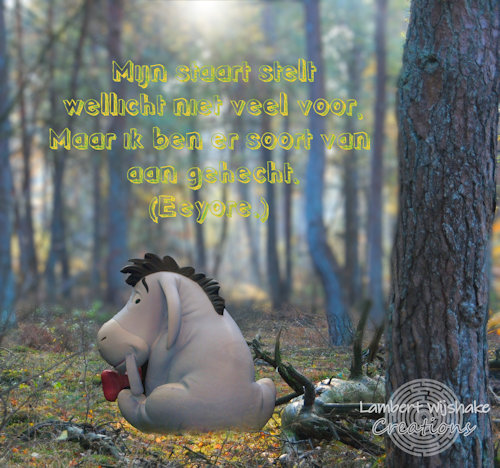 Mijn staart stelt
wellicht niet veel voor,
Maar ik ben er soort van
aan gehecht.
(Eeyore.)
Lambert Wijshake
Creations